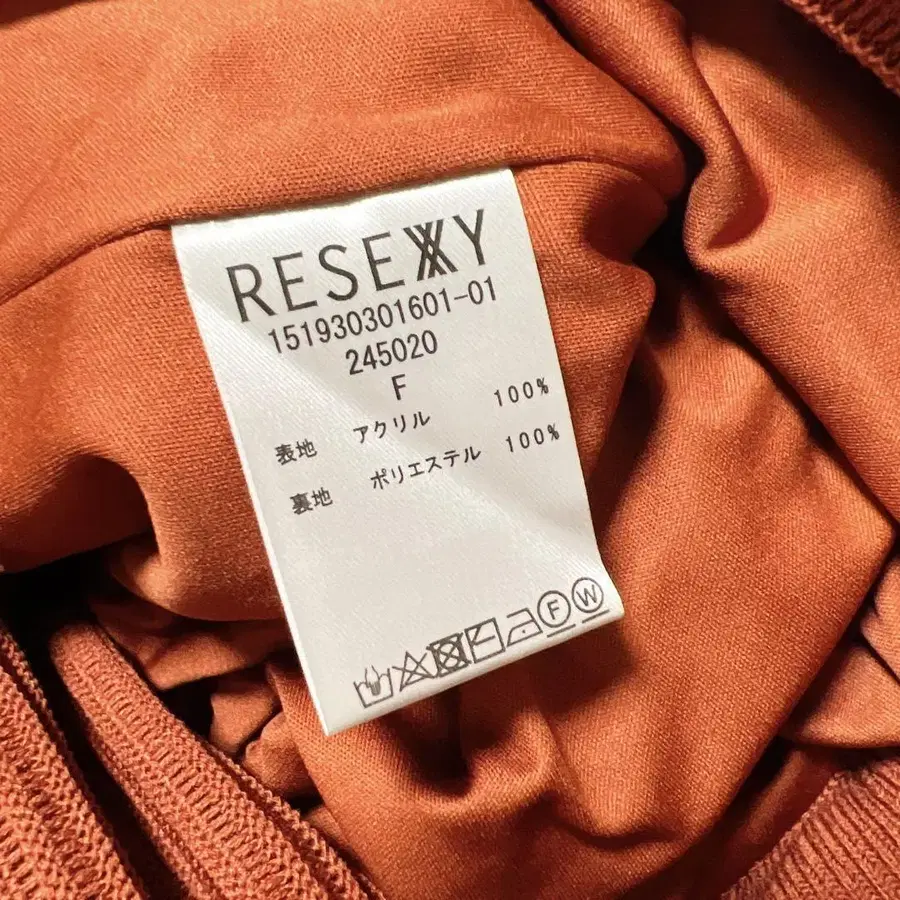 RESEXXY
151930301601-01
245020
F
表地 アクリル 100%
裏地 ポリエステル 100%
F W